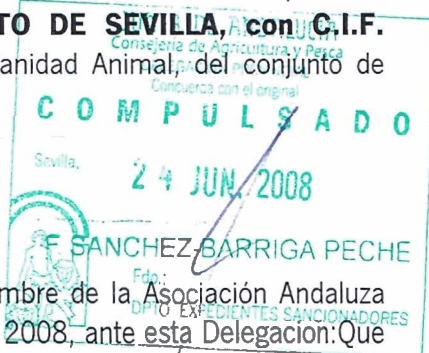 TO DE SEVILLA, con C.I.F.
Consejería de Agricultura y Pesca
anidad Animal, del conjunto de
Concuerda con el original
COMPULSADO
Sevilla,
24 JUN. 2008
F SANCHEZ-BARRIGA PECHE
Fdo.:
mbre de la Asociación Andaluza
DPTO EXPEDIENTES SANCIONADORES
2008, ante esta Delegacion:Que